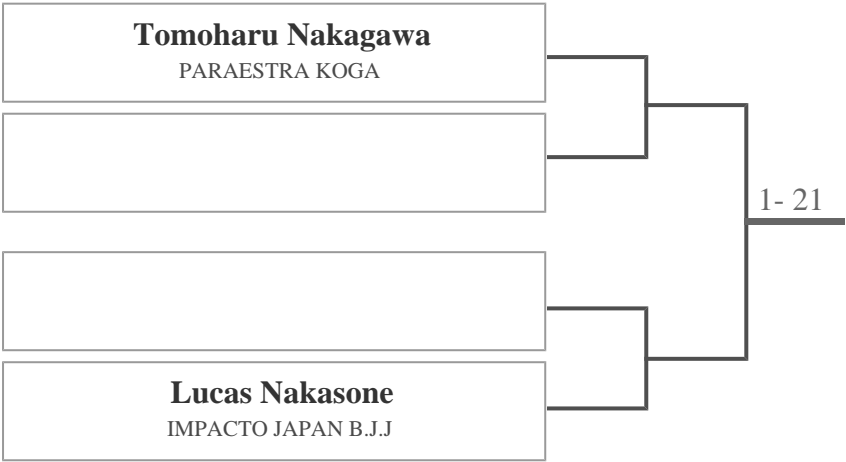 Tomoharu Nakagawa
PARAESTRA KOGA
1- 21
Lucas Nakasone
IMPACTO JAPAN B.J.J